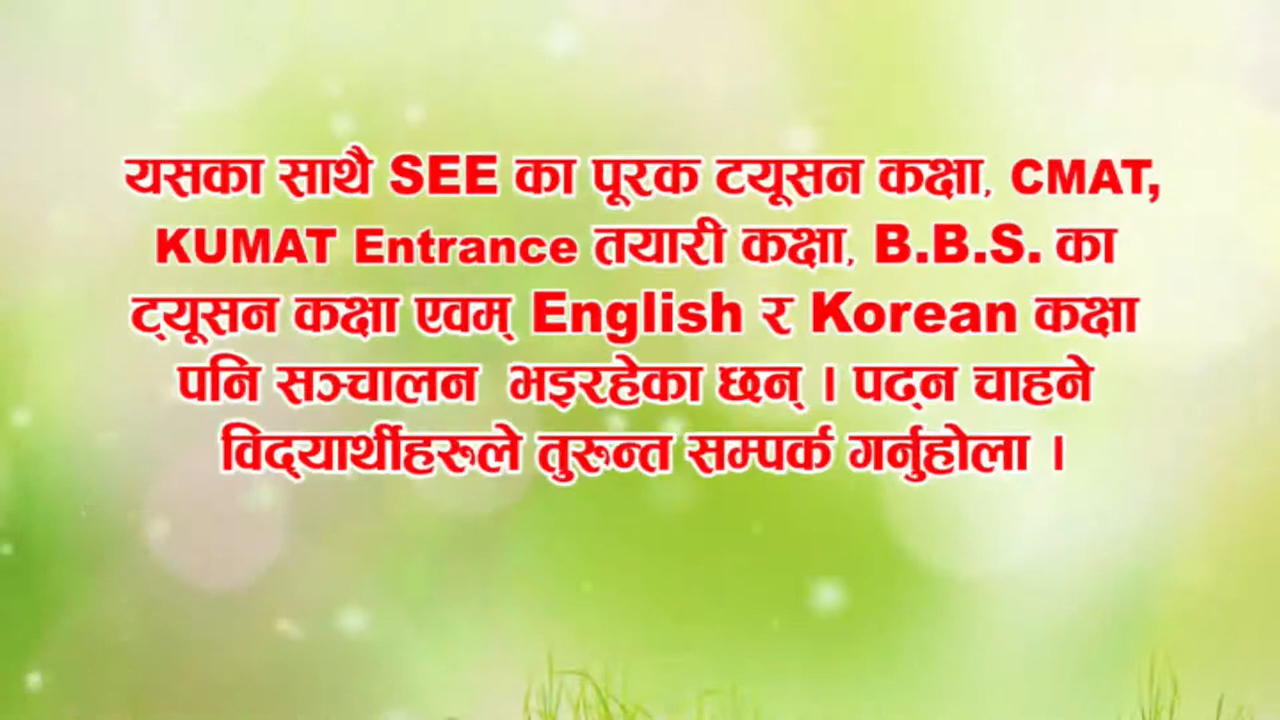 यसका साथै SEE का पूरक टयूसन कक्षा, CMAT,
KUMAT Entrance तयारी कक्षा, B.B.S. का
ट्यूसन कक्षा एवम् English र Korean कक्षा
पनि सञ्चालन भइरहेका छन् । पढ्न चाहने
विद्यार्थीहरूले तुरून्त सम्पर्क गर्नुहोला ।